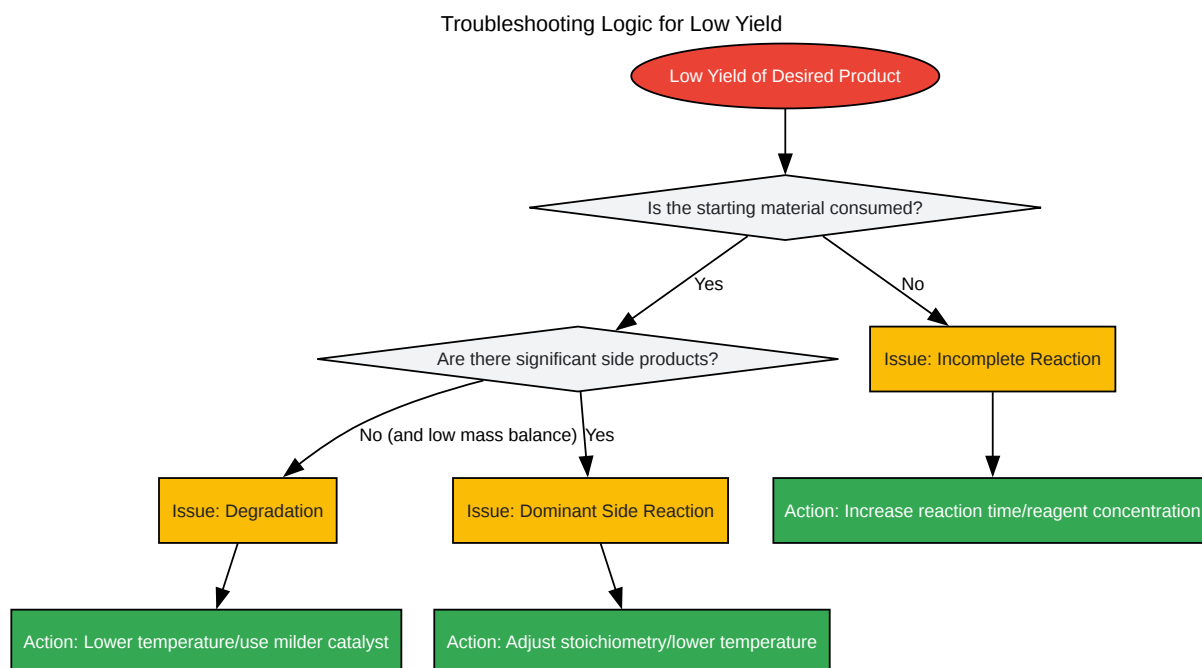 Troubleshooting Logic for Low Yield
Low Yield of Desired Product
Is the starting material consumed?
Yes
No
Are there significant side products?
Issue: Incomplete Reaction
No (and low mass balance)
Yes
Issue: Degradation
Issue: Dominant Side Reaction
Action: Increase reaction time/reagent concentration
Action: Lower temperature/use milder catalyst
Action: Adjust stoichiometry/lower temperature